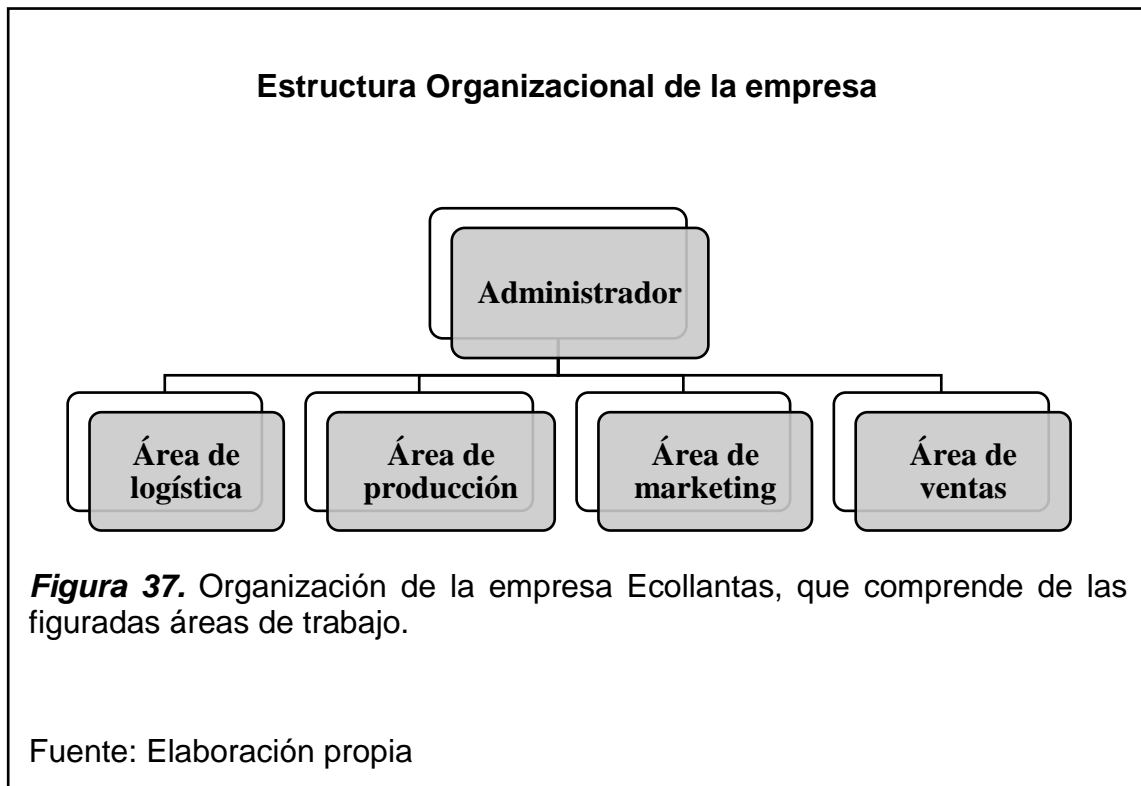 Estructura Organizacional de la empresa
Administrador
Área de
logística
Área de
producción
Área de
marketing
Área de
ventas
Figura 37. Organización de la empresa Ecollantas, que comprende de las
figuradas áreas de trabajo.
Fuente: Elaboración propia